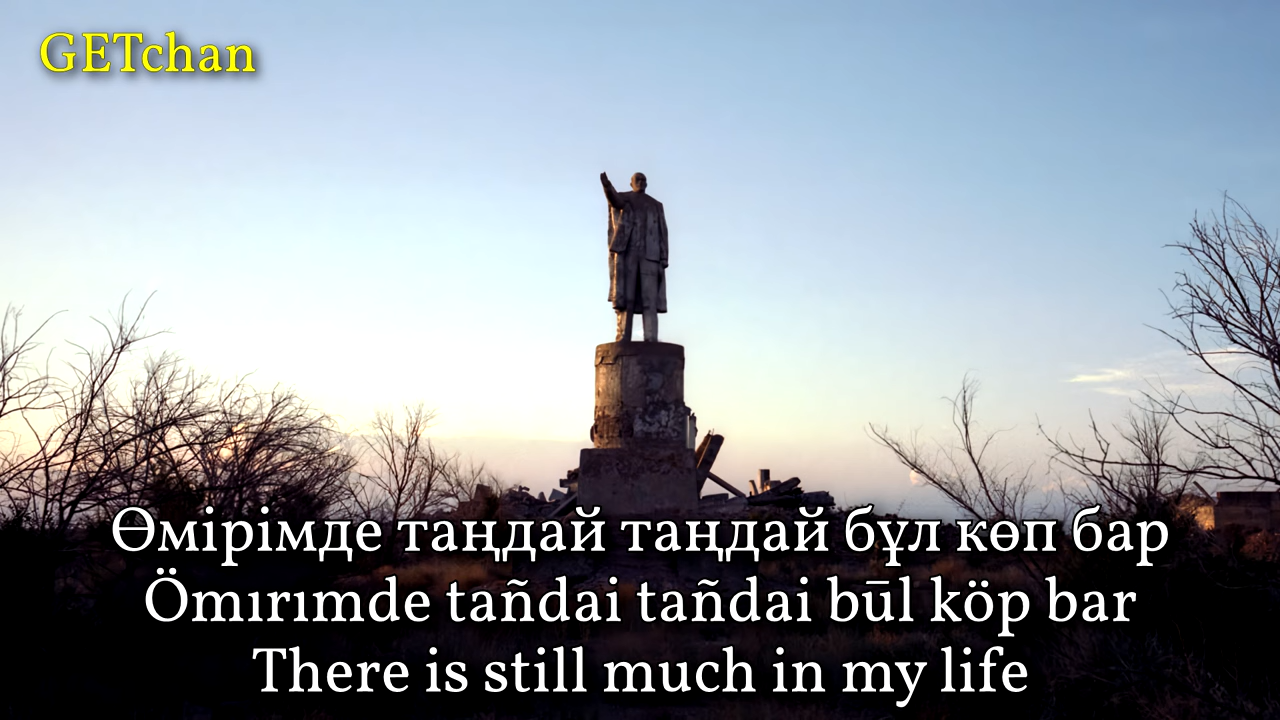 GETchan
Өмірімде таңдай таңдай бұл көп бар
Ömırımde tañdai tañdai būl köp bar
There is still much in my life